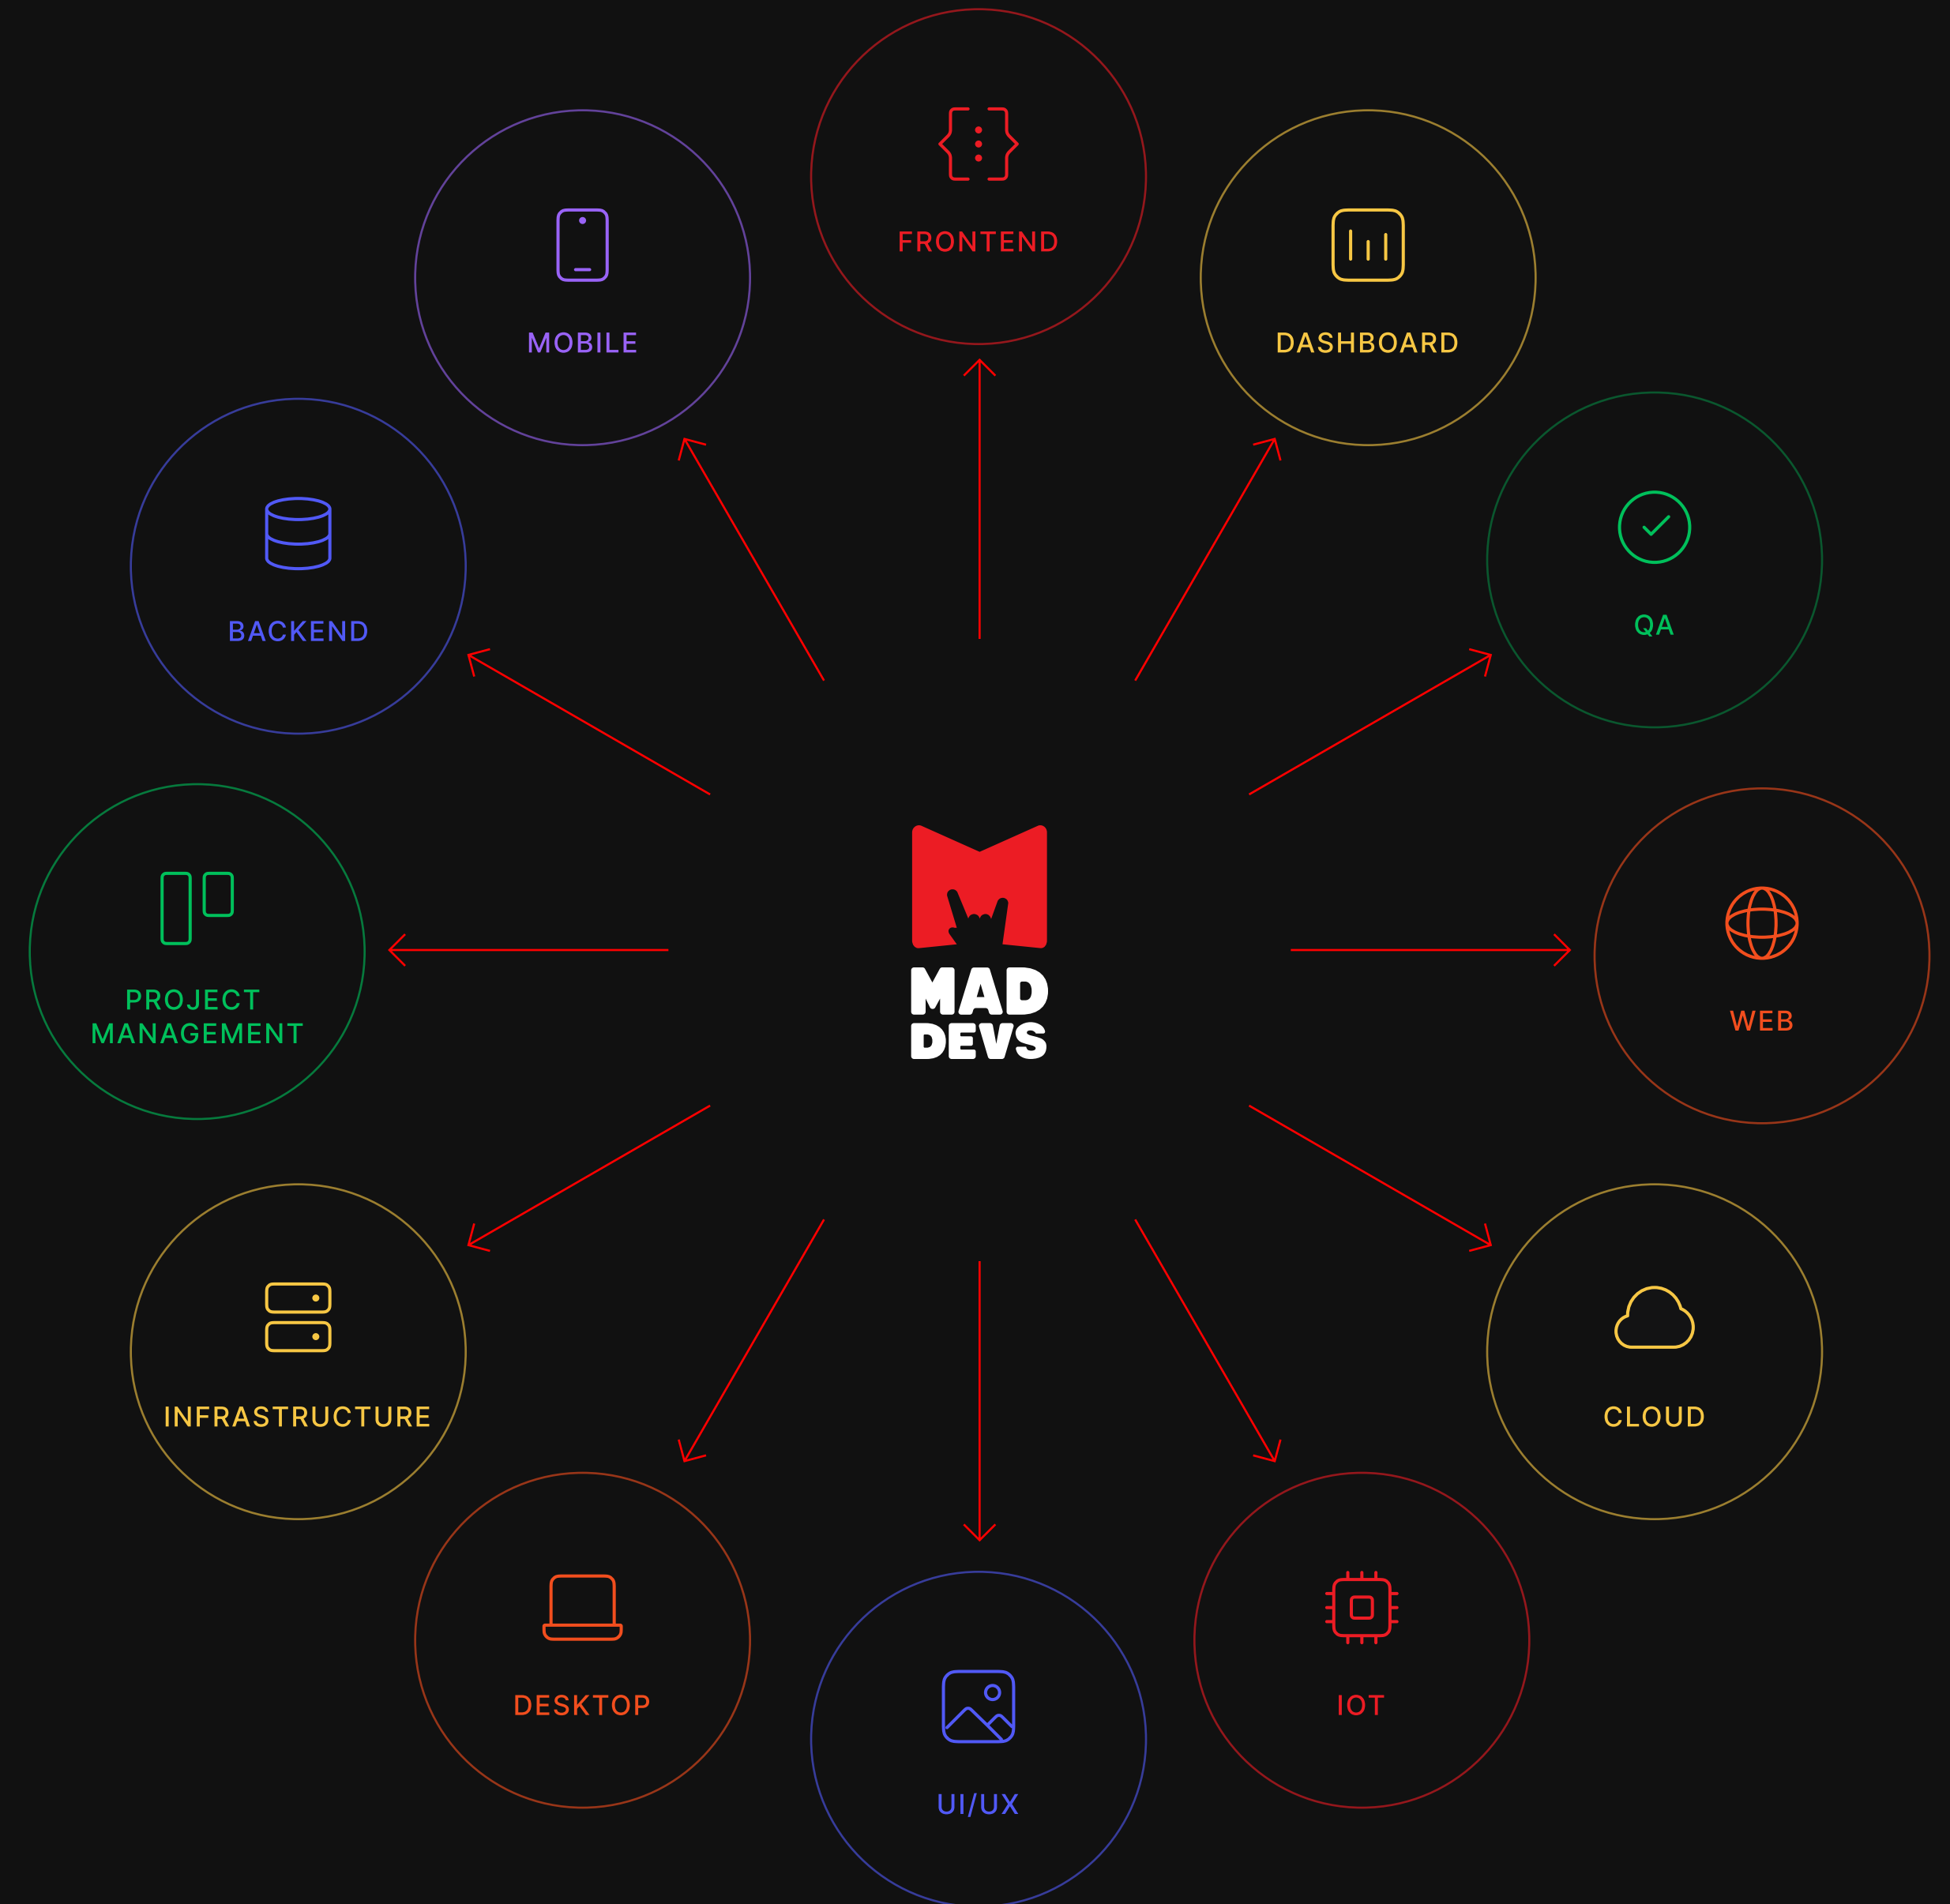 FRONTEND
MOBILE
DASHBOARD
BACKEND
QA
PROJECT
MANAGEMENT
MAD
DEVS
WEB
INFRASTRUCTURE
CLOUD
DESKTOP
IOT
UI/UX